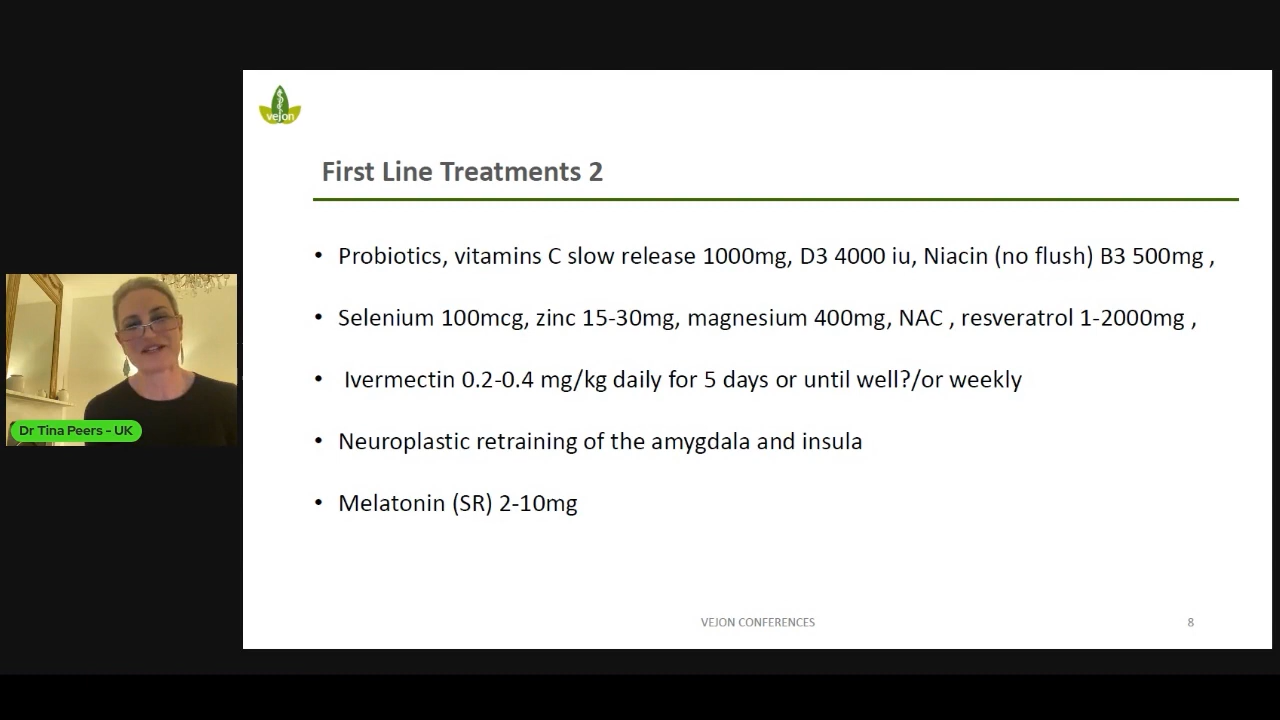 vejon
First Line Treatments 2
• Probiotics, vitamins C slow release 1000mg, D3 4000 iu, Niacin (no flush) B3 500mg ,
• Selenium 100mcg, zinc 15-30mg, magnesium 400mg, NAC , resveratrol 1-2000mg ,
• Ivermectin 0.2-0.4 mg/kg daily for 5 days or until well?/or weekly
• Neuroplastic retraining of the amygdala and insula
• Melatonin (SR) 2-10mg
VEJON CONFERENCES
8
Dr Tina Peers - UK